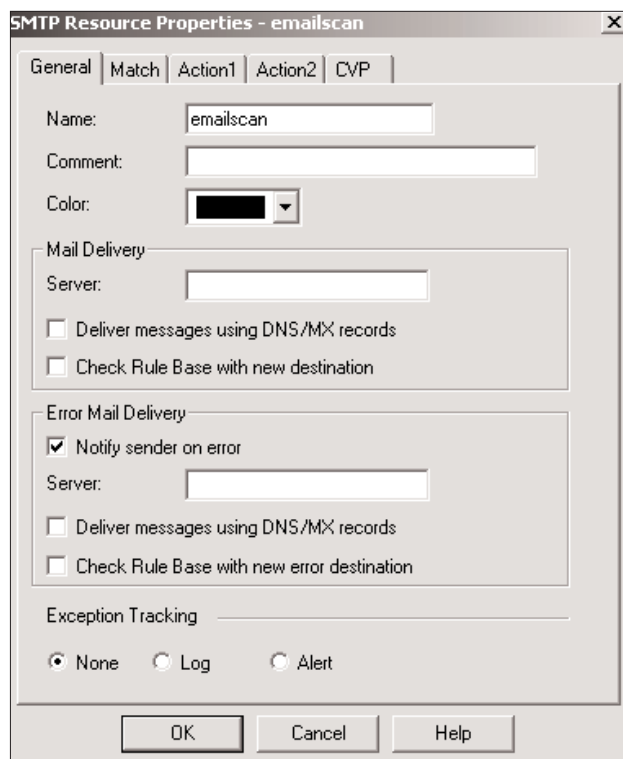 SMTP Resource Properties - emailscan
General Match Action1 Action2 CVP
Name: emailscan
Comment:
Color:
Mail Delivery
Server:
Deliver messages using DNS/MX records
Check Rule Base with new destination
Error Mail Delivery
Notify sender on error
Server:
Deliver messages using DNS/MX records
Check Rule Base with new error destination
Exception Tracking
None Log Alert
OK Cancel Help